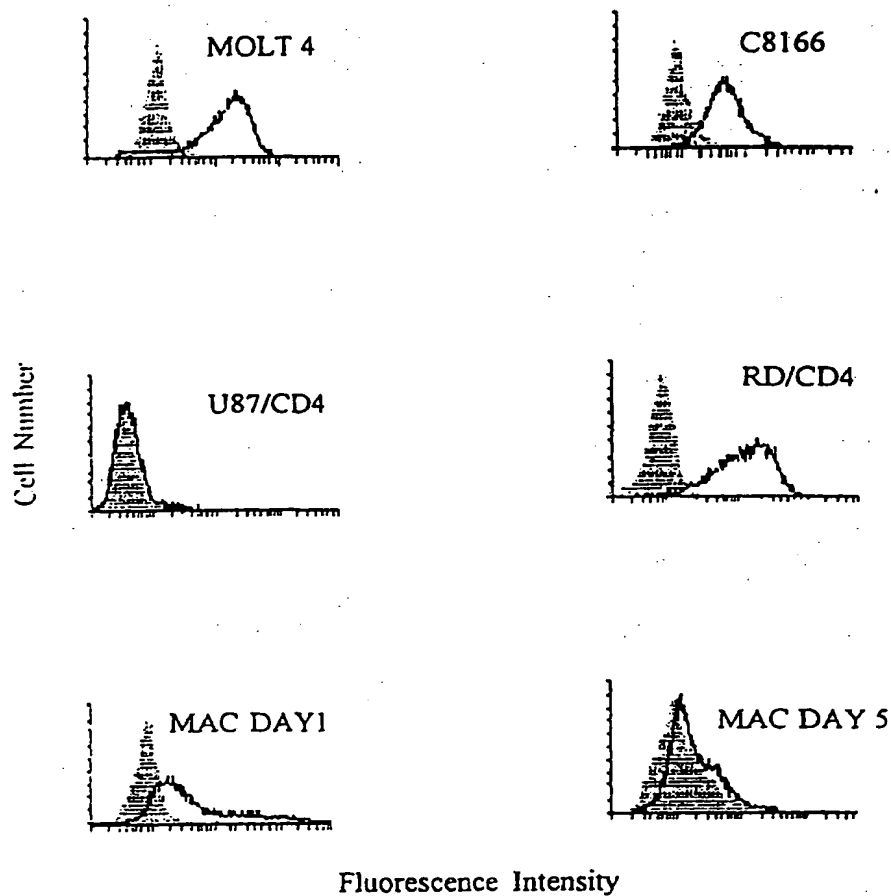 MOLT 4
C8166
Cell Number
U87/CD4
RD/CD4
MAC DAY1
MAC DAY 5
Fluorescence Intensity